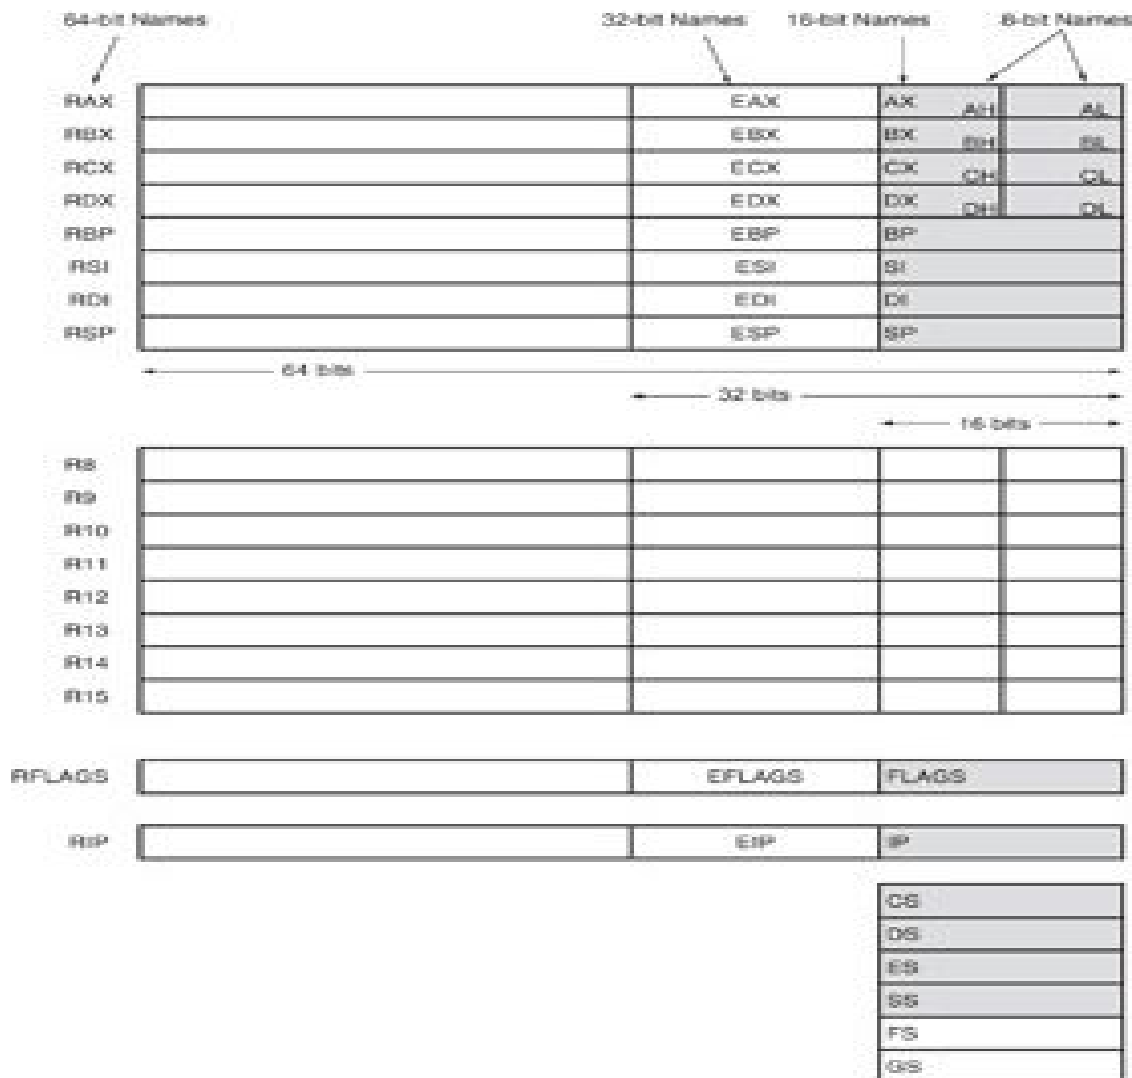 64-bit Names 32-bit Names 16-bit Names 8-bit Names
RAX EAX AX AH AL
RBX EBX BX BH BL
RCX ECX CX CH CL
RDX EDX DX DH DL
RBP EBP BP
RSI ESI SI
RDI EDI DI
RSP ESP SP
64 bits
32 bits
16 bits
R8
R9
R10
R11
R12
R13
R14
R15
RFLAGS EFLAGS FLAGS
RIP EIP IP
CS
DS
ES
SS
FS
GS